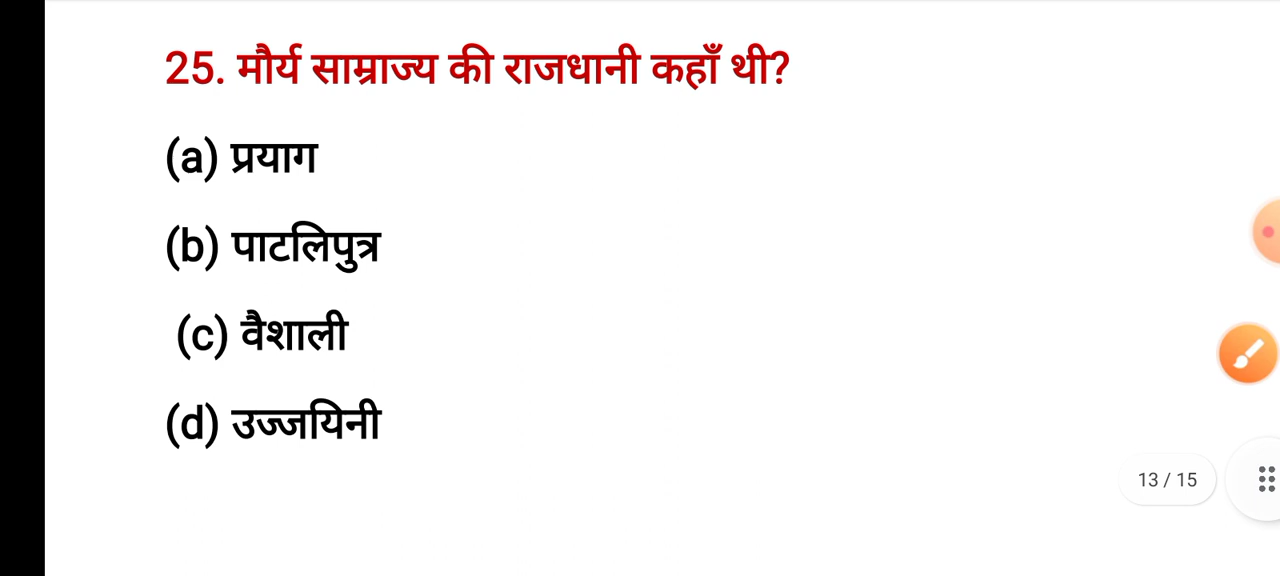 25. मौर्य साम्राज्य की राजधानी कहाँ थी?
(a) प्रयाग
(b) पाटलिपुत्र
(c) वैशाली
(d) उज्जयिनी
13 / 15